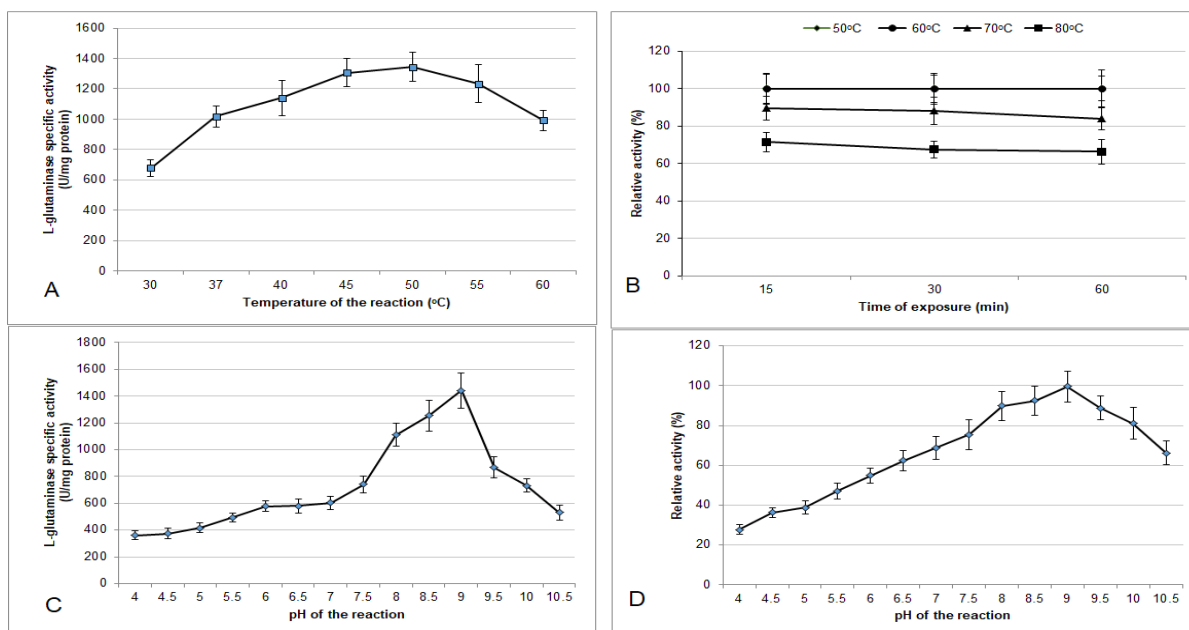 1600
1400
1200
1000
800
600
400
200
0
L-glutaminase specific activity
(U/mg protein)
30 37 40 45 50 55 60
Temperature of the reaction (ºC)
A
50ºC 60ºC 70ºC 80ºC
120
100
80
60
40
20
0
Relative activity (%)
15 30 60
Time of exposure (min)
B
1800
1600
1400
1200
1000
800
600
400
200
0
L-glutaminase specific activity
(U/mg protein)
4 4.5 5 5.5 6 6.5 7 7.5 8 8.5 9 9.5 10 10.5
pH of the reaction
C
120
100
80
60
40
20
0
Relative activity (%)
4 4.5 5 5.5 6 6.5 7 7.5 8 8.5 9 9.5 10 10.5
pH of the reaction
D